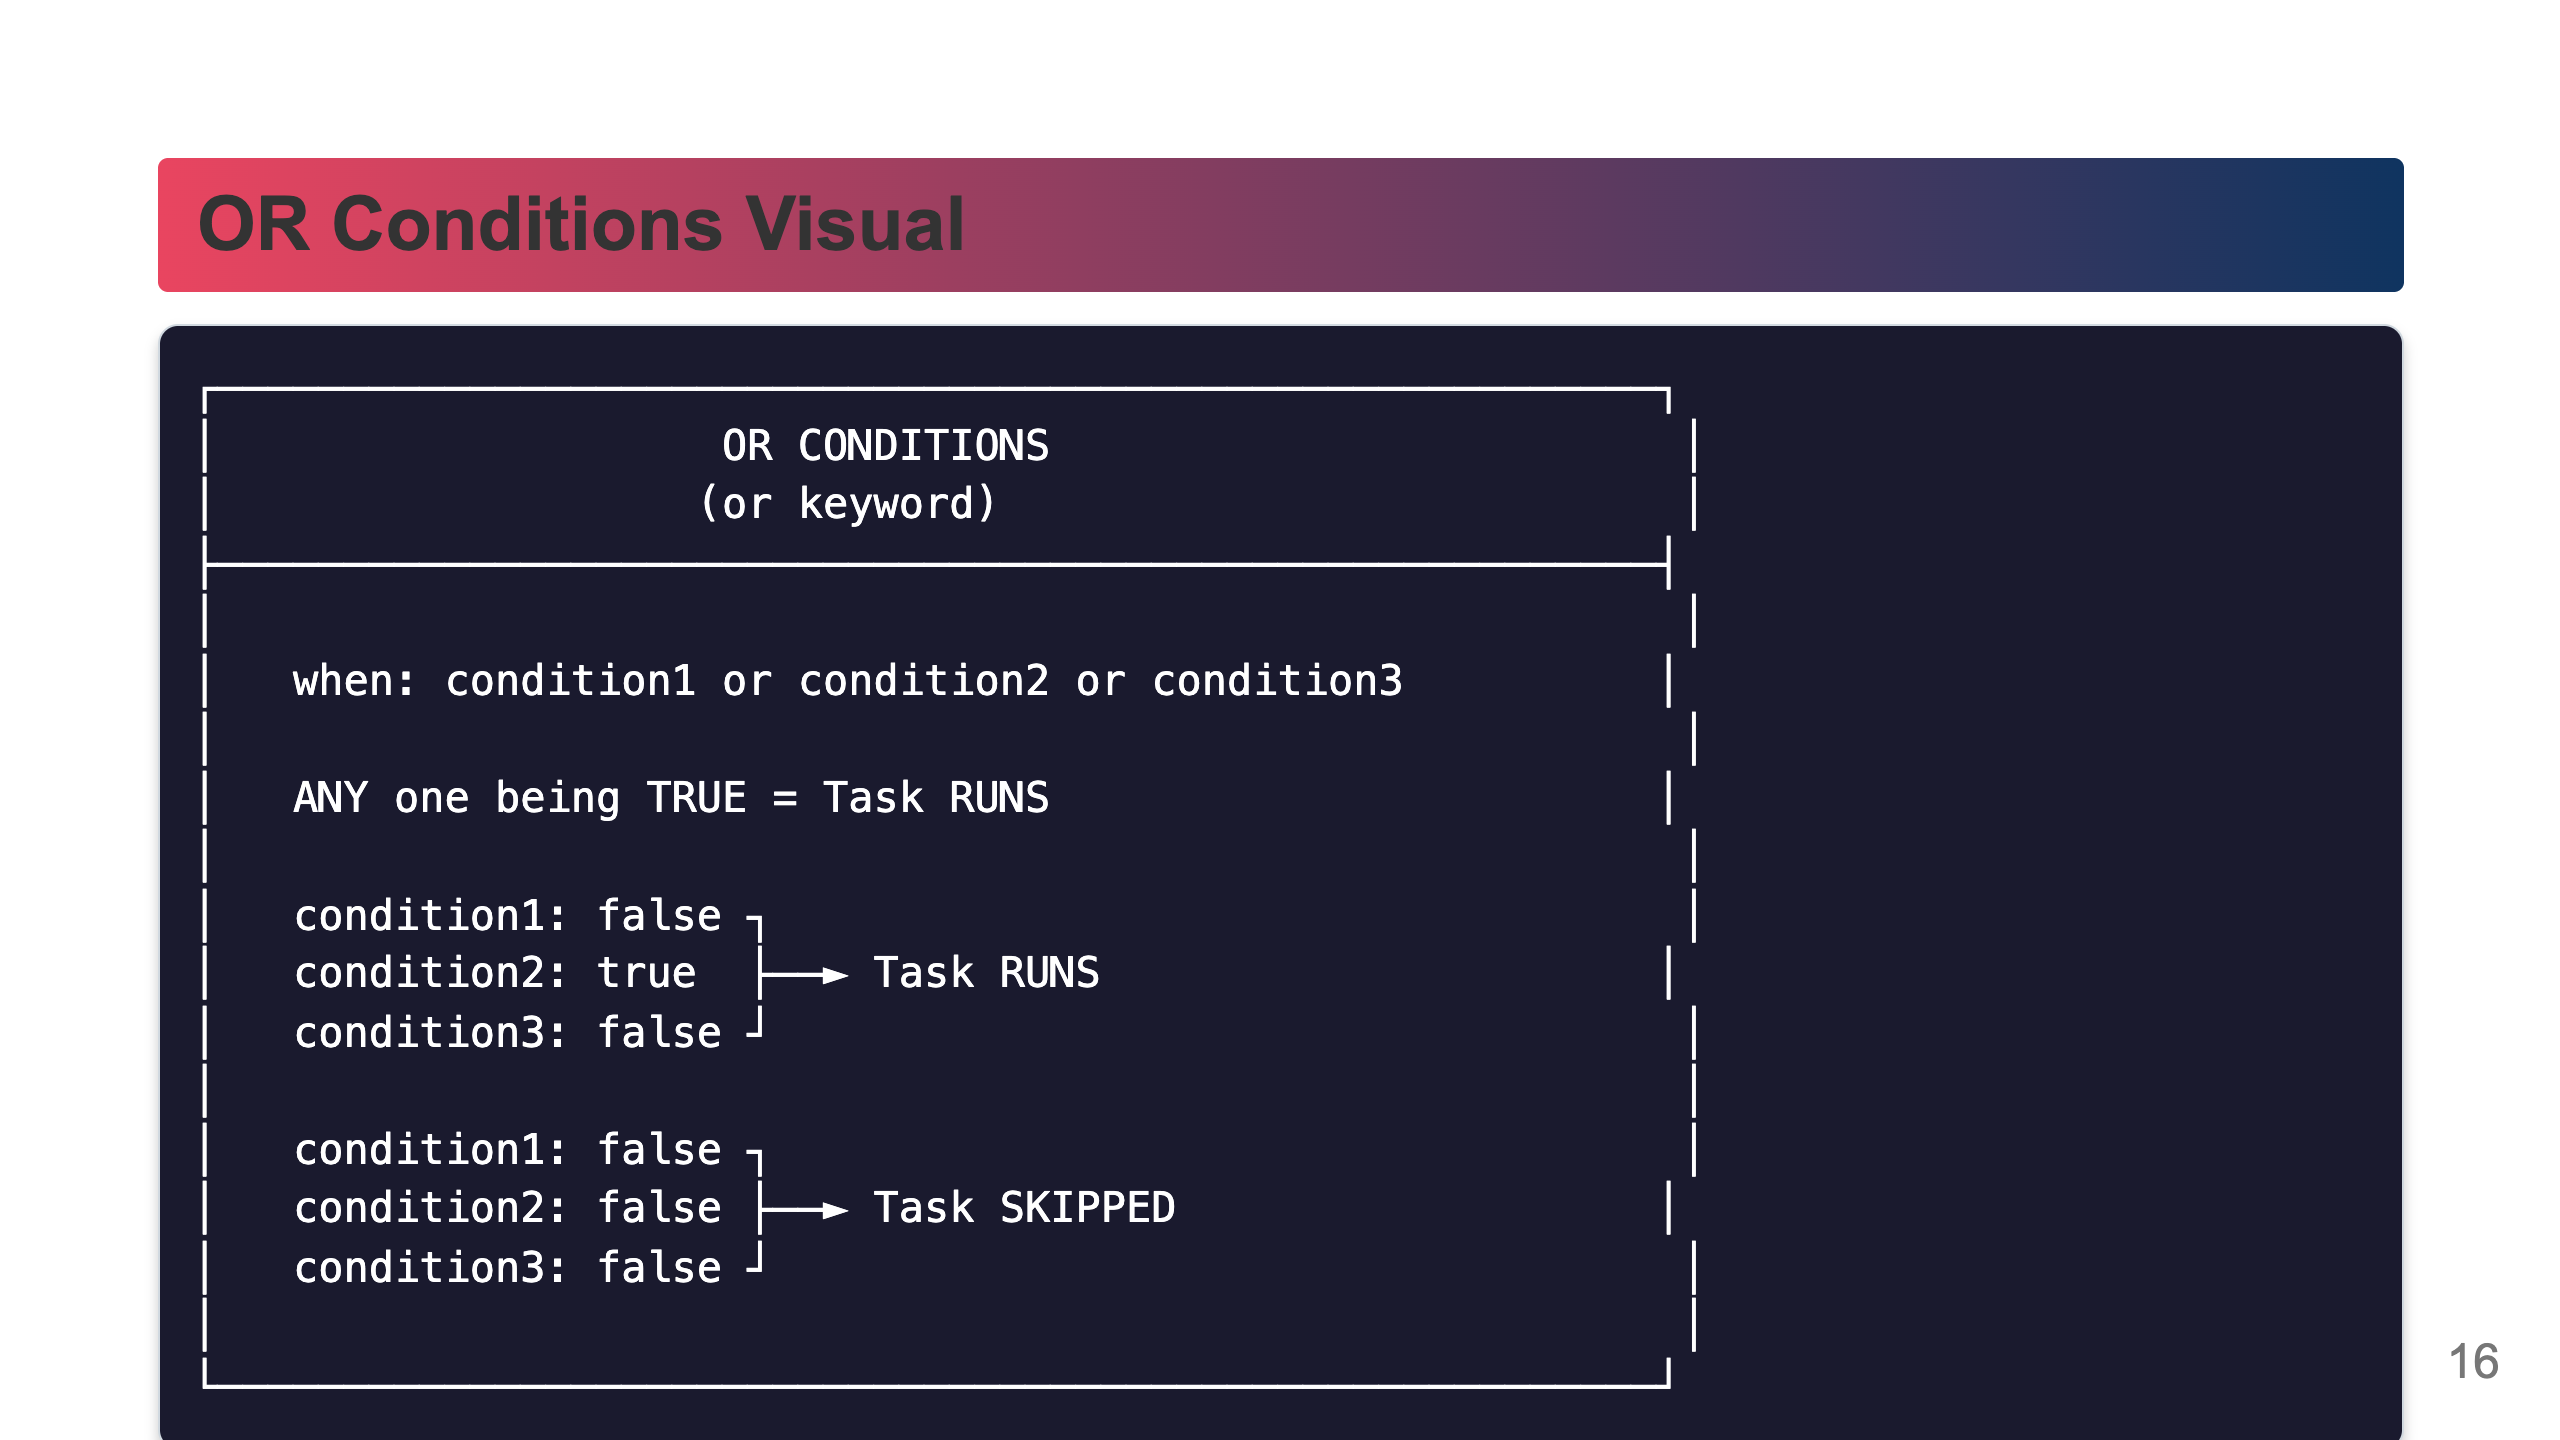 OR Conditions Visual
OR CONDITIONS
(or keyword)
when: condition1 or condition2 or condition3
ANY one being TRUE = Task RUNS
condition1: false
condition2: true
Task RUNS
condition3: false
condition1: false
condition2: false
Task SKIPPED
condition3: false
16